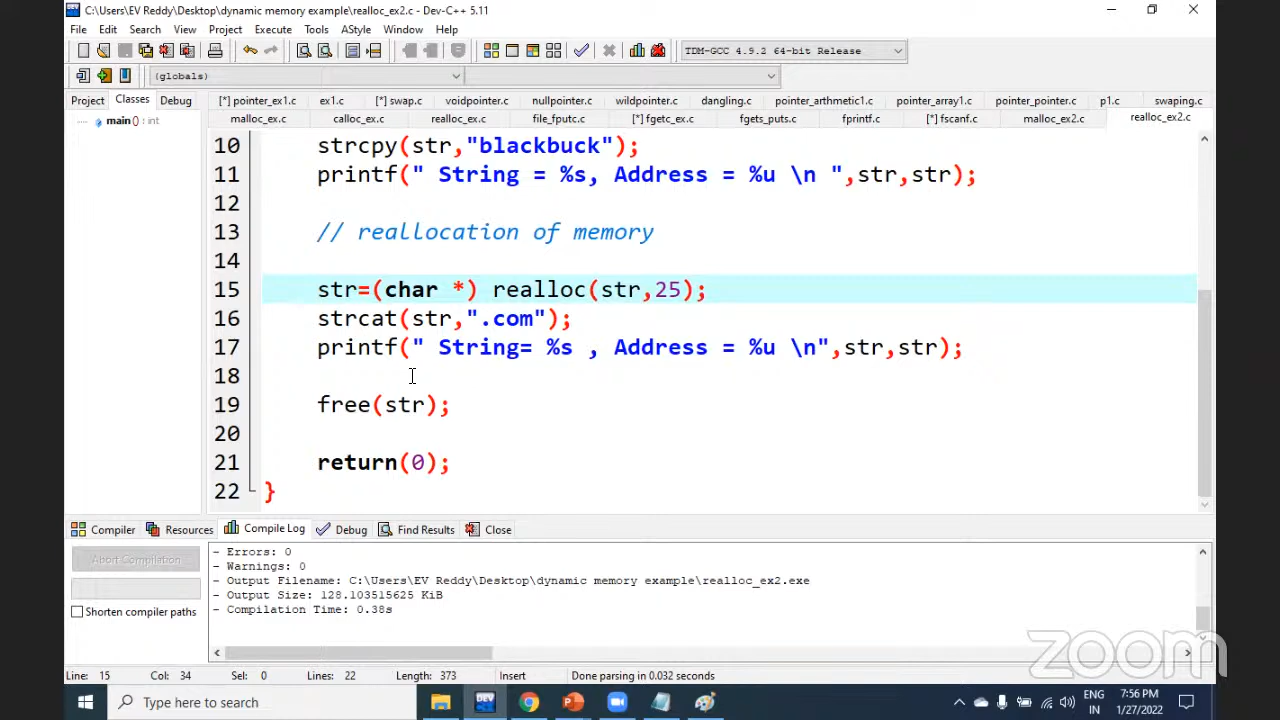 C:\Users\EV Reddy\Desktop\dynamic memory example\realloc_ex2.c - Dev-C++ 5.11
File Edit Search View Project Execute Tools AStyle Window Help
TDM-GCC 4.9.2 64-bit Release
(globals)
Project Classes Debug
[*] pointer_ex1.c ex1.c [*] swap.c voidpointer.c nullpointer.c wildpointer.c dangling.c pointer_arthmetic1.c pointer_array1.c pointer_pointer.c p1.c swaping.c
malloc_ex.c calloc_ex.c realloc_ex.c file_fputc.c [*] fgetc_ex.c fgets_puts.c fprintf.c [*] fscanf.c malloc_ex2.c realloc_ex2.c
main () : int
10 strcpy(str,"blackbuck");
11 printf(" String = %s, Address = %u \n ",str,str);
12
13 // reallocation of memory
14
15 str=(char *) realloc(str,25);
16 strcat(str,".com");
17 printf(" String= %s , Address = %u \n",str,str);
18
19 free(str);
20
21 return(0);
22 }
Compiler Resources Compile Log Debug Find Results Close
Abort Compilation
Shorten compiler paths
- Errors: 0
- Warnings: 0
- Output Filename: C:\Users\EV Reddy\Desktop\dynamic memory example\realloc_ex2.exe
- Output Size: 128.103515625 KiB
- Compilation Time: 0.38s
zoom
Line: 15 Col: 34 Sel: 0 Lines: 22 Length: 373 Insert Done parsing in 0.032 seconds
Type here to search
DEV
ENG
IN
7:56 PM
1/27/2022